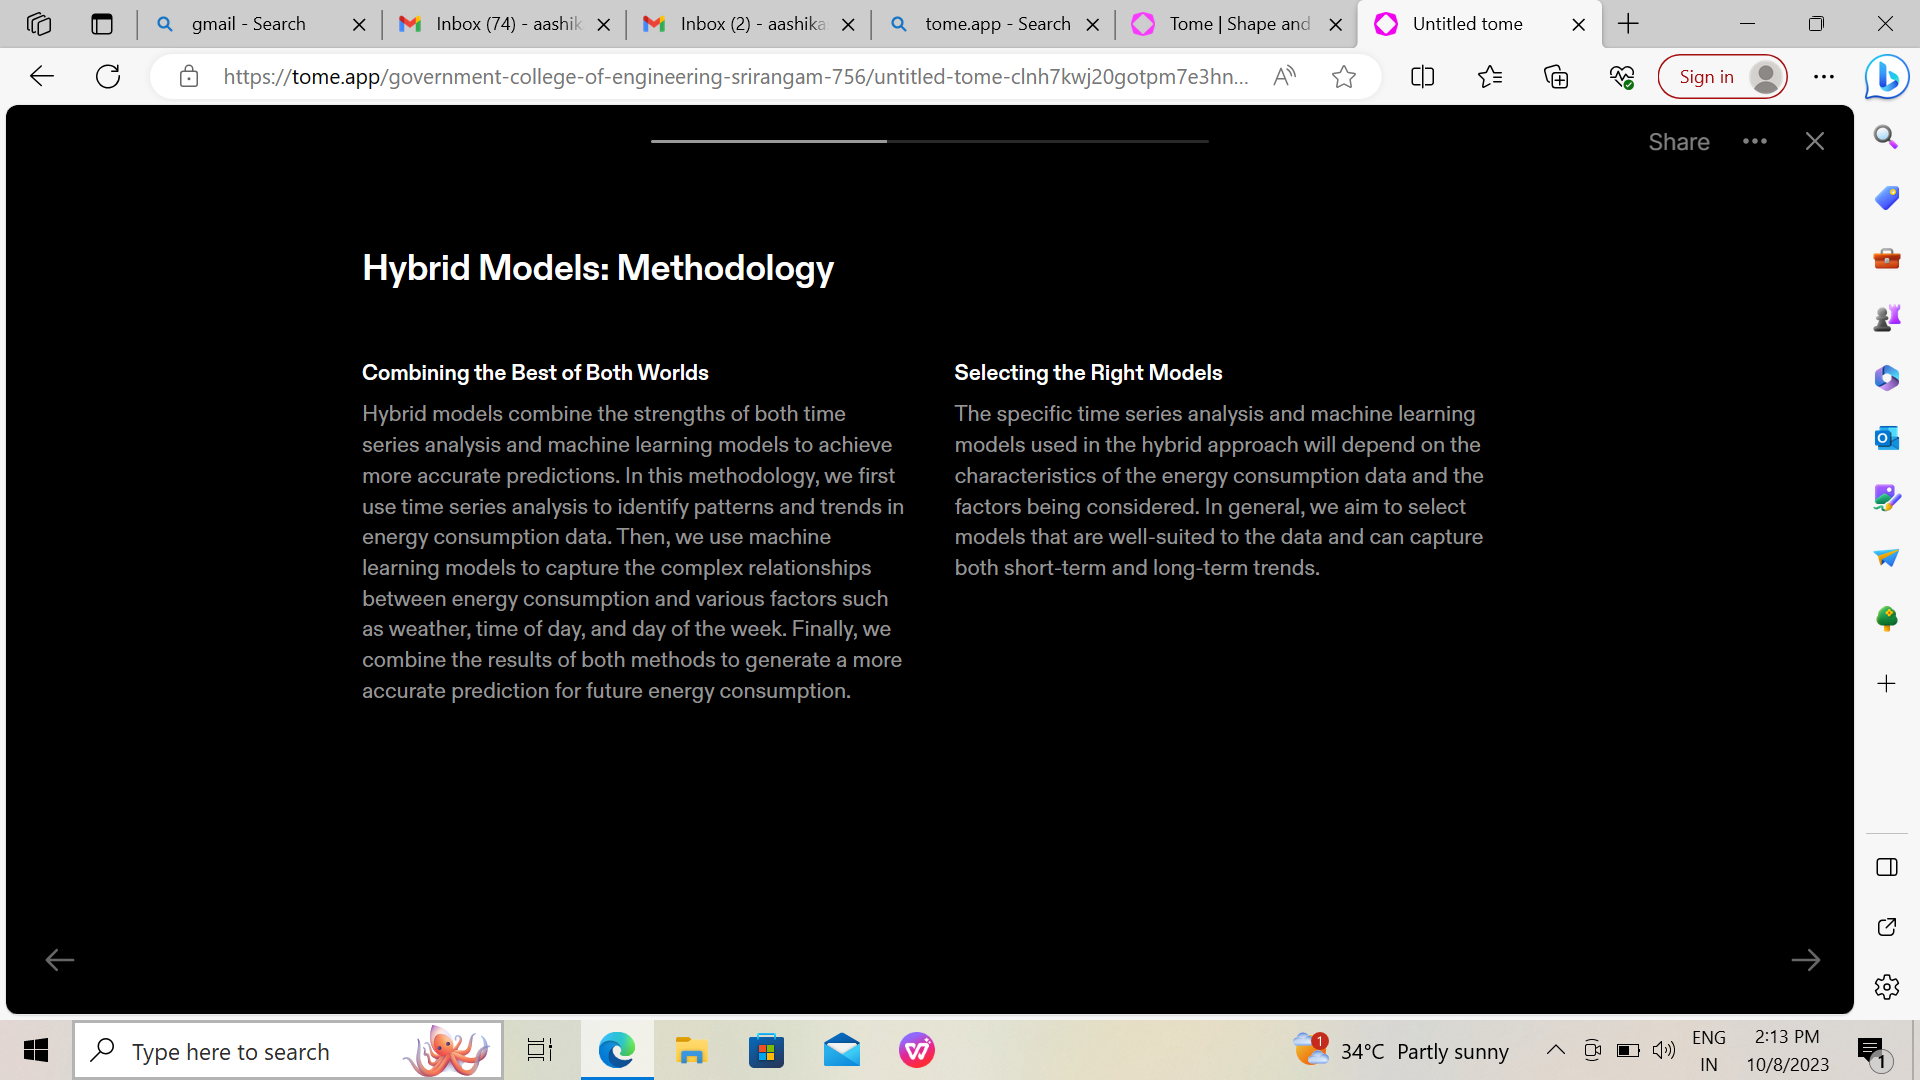 gmail - Search
Inbox (74) - aashik
Inbox (2) - aashika
tome.app - Search
Tome | Shape and
Untitled tome
https://tome.app/government-college-of-engineering-srirangam-756/untitled-tome-clnh7kwj20gotpm7e3hn...
Sign in
Share
Hybrid Models: Methodology
Combining the Best of Both Worlds
Hybrid models combine the strengths of both time
series analysis and machine learning models to achieve
more accurate predictions. In this methodology, we first
use time series analysis to identify patterns and trends in
energy consumption data. Then, we use machine
learning models to capture the complex relationships
between energy consumption and various factors such
as weather, time of day, and day of the week. Finally, we
combine the results of both methods to generate a more
accurate prediction for future energy consumption.
Selecting the Right Models
The specific time series analysis and machine learning
models used in the hybrid approach will depend on the
characteristics of the energy consumption data and the
factors being considered. In general, we aim to select
models that are well-suited to the data and can capture
both short-term and long-term trends.
Type here to search
1
34°C Partly sunny
ENG
IN
2:13 PM
10/8/2023
1